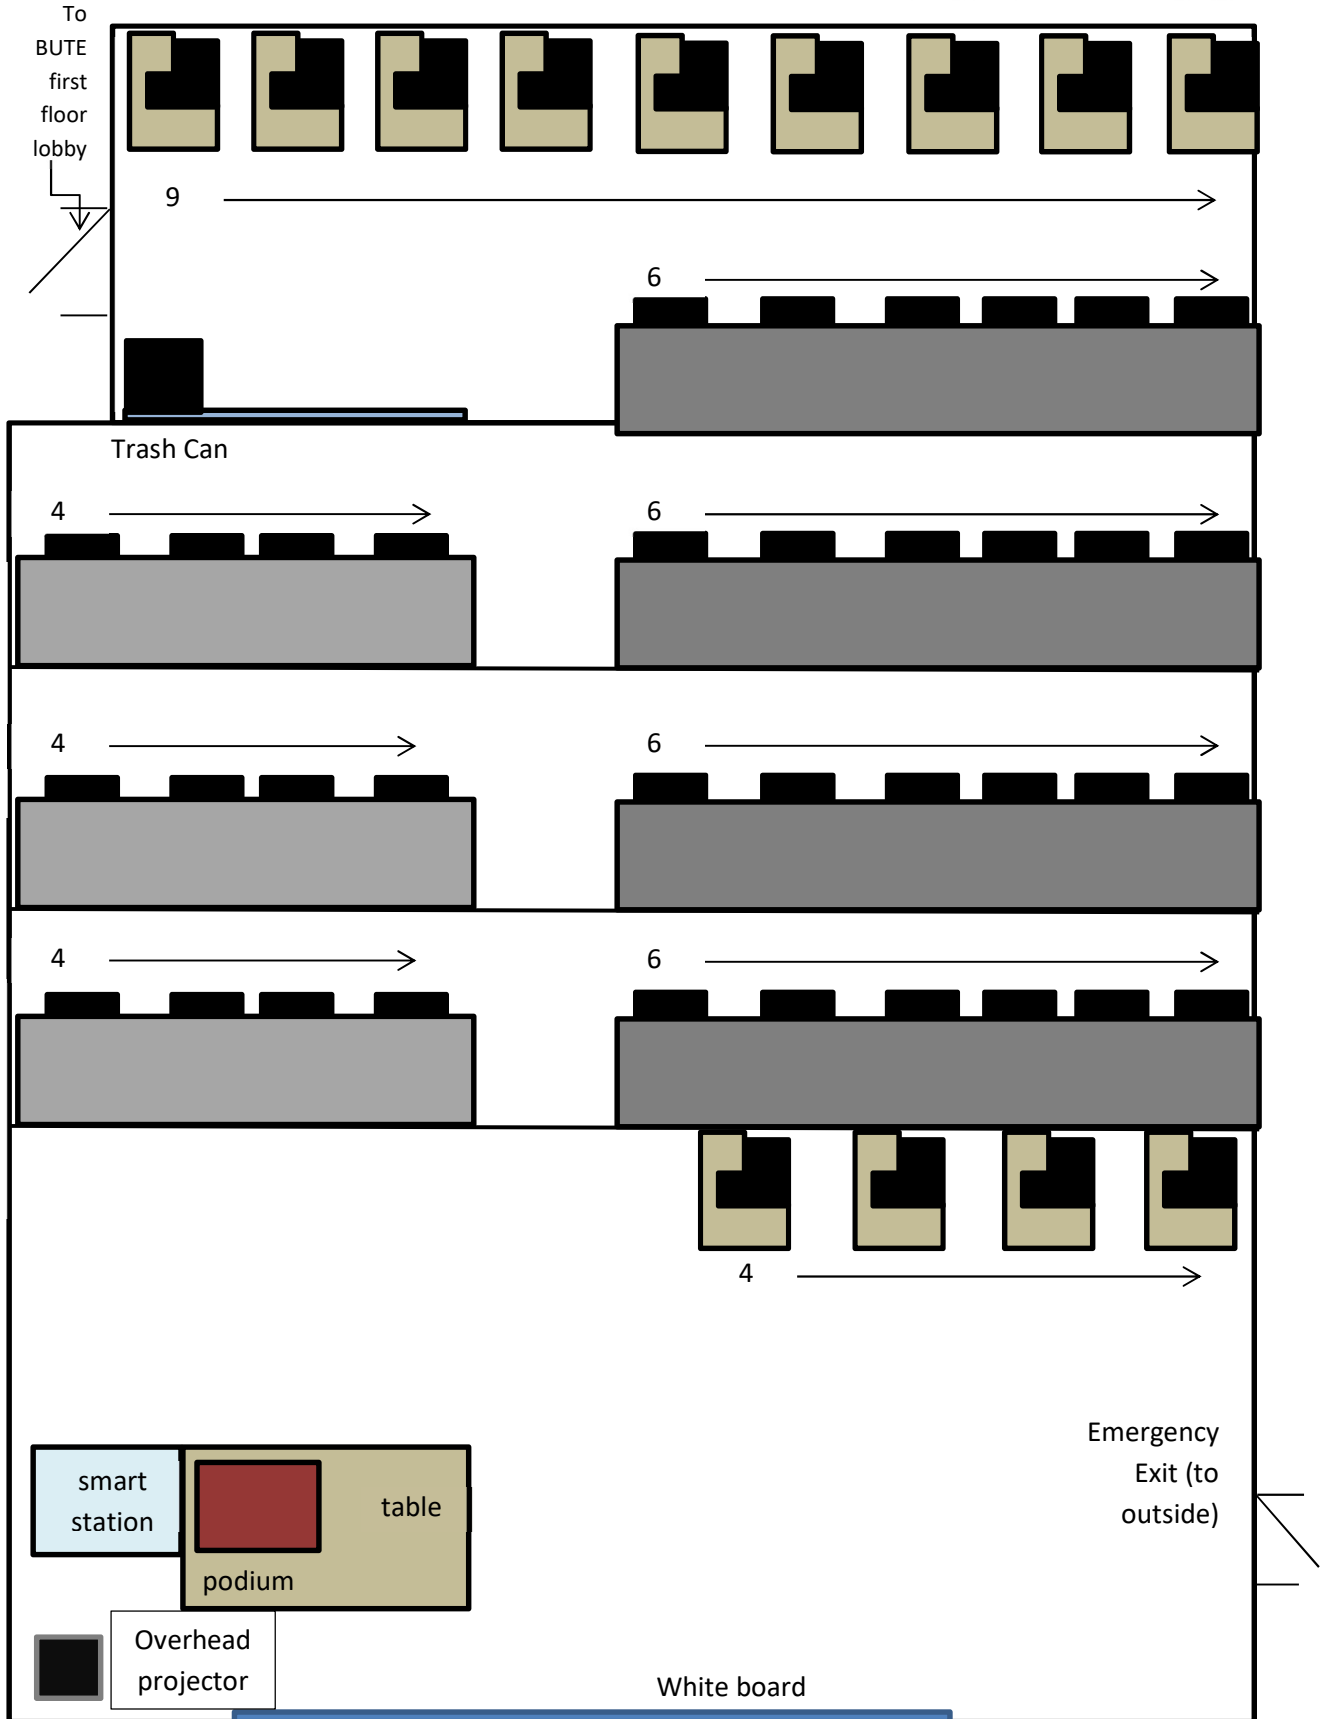 To
BUTE
first
floor
lobby
9
6
Trash Can
4
6
4
6
4
6
4
Emergency
Exit (to
outside)
smart
station
table
podium
Overhead
projector
White board